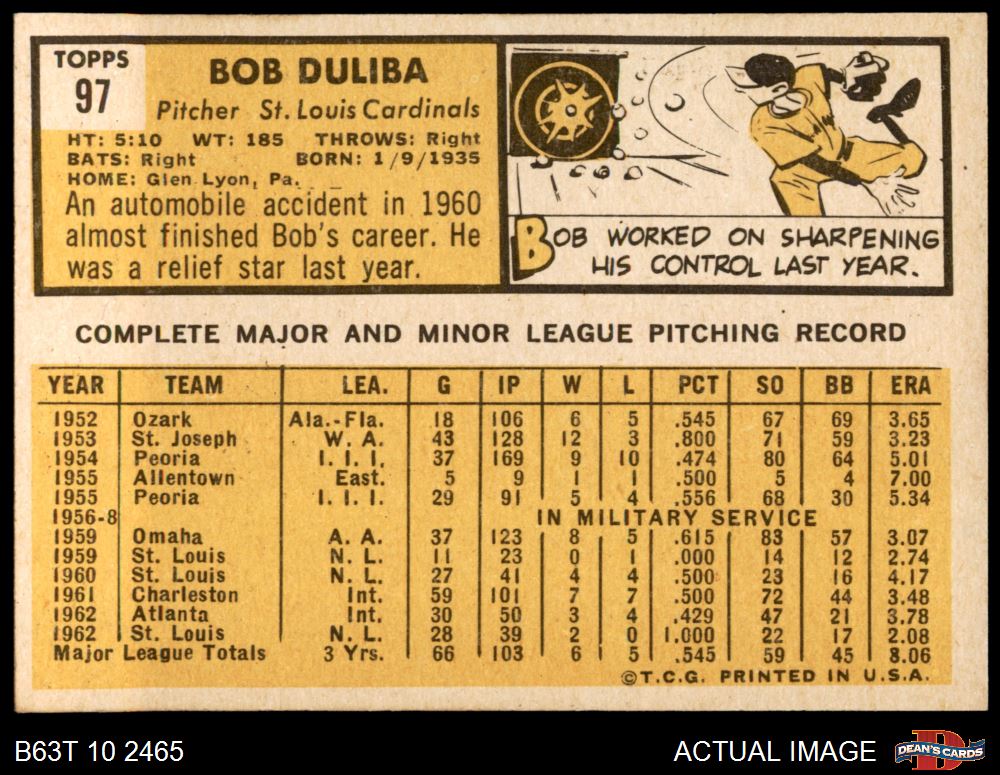 TOPPS
97
BOB DULIBA
Pitcher St. Louis Cardinals
HT: 5:10 WT: 185 THROWS: Right
BATS: Right BORN: 1/9/1935
HOME: Glen Lyon, Pa.
An automobile accident in 1960
almost finished Bob's career. He
was a relief star last year.
BOB WORKED ON SHARPENING
HIS CONTROL LAST YEAR.
COMPLETE MAJOR AND MINOR LEAGUE PITCHING RECORD
YEAR TEAM LEA. G IP W L PCT SO BB ERA
1952 Ozark Ala.-Fla. 18 106 6 5 .545 67 69 3.65
1953 St. Joseph W. A. 43 128 12 3 .800 71 59 3.23
1954 Peoria I. I. I. 37 169 9 10 .474 80 64 5.01
1955 Allentown East. 5 9 1 1 .500 5 4 7.00
1955 Peoria I. I. I. 29 91 5 4 .556 68 30 5.34
1956-8 IN MILITARY SERVICE
1959 Omaha A. A. 37 123 8 5 .615 83 57 3.07
1959 St. Louis N. L. 11 23 0 1 .000 14 12 2.74
1960 St. Louis N. L. 27 41 4 4 .500 23 16 4.17
1961 Charleston Int. 59 101 7 7 .500 72 44 3.48
1962 Atlanta Int. 30 50 3 4 .429 47 21 3.78
1962 St. Louis N. L. 28 39 2 0 1.000 22 17 2.08
Major League Totals 3 Yrs. 66 103 6 5 .545 59 45 8.06
©T.C.G. PRINTED IN U.S.A.
B63T 10 2465 ACTUAL IMAGE
D
DEAN'S CARDS